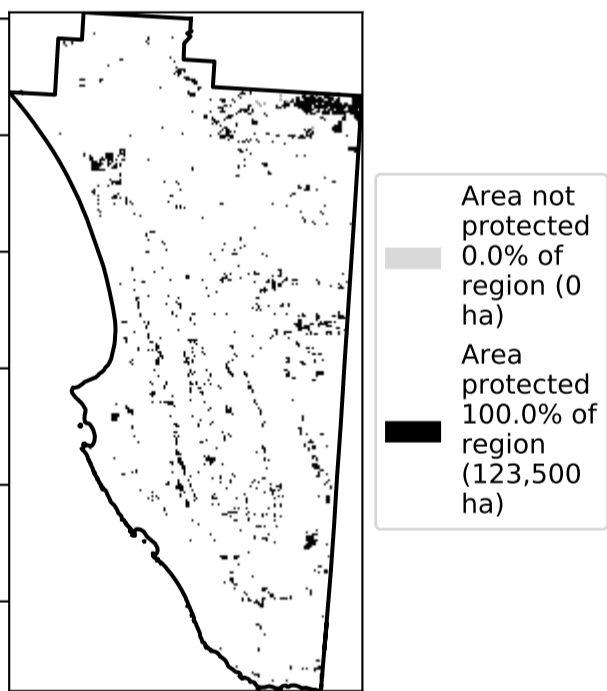 Area not
protected
0.0% of
region (0
ha)
Area
protected
100.0% of
region
(123,500
ha)